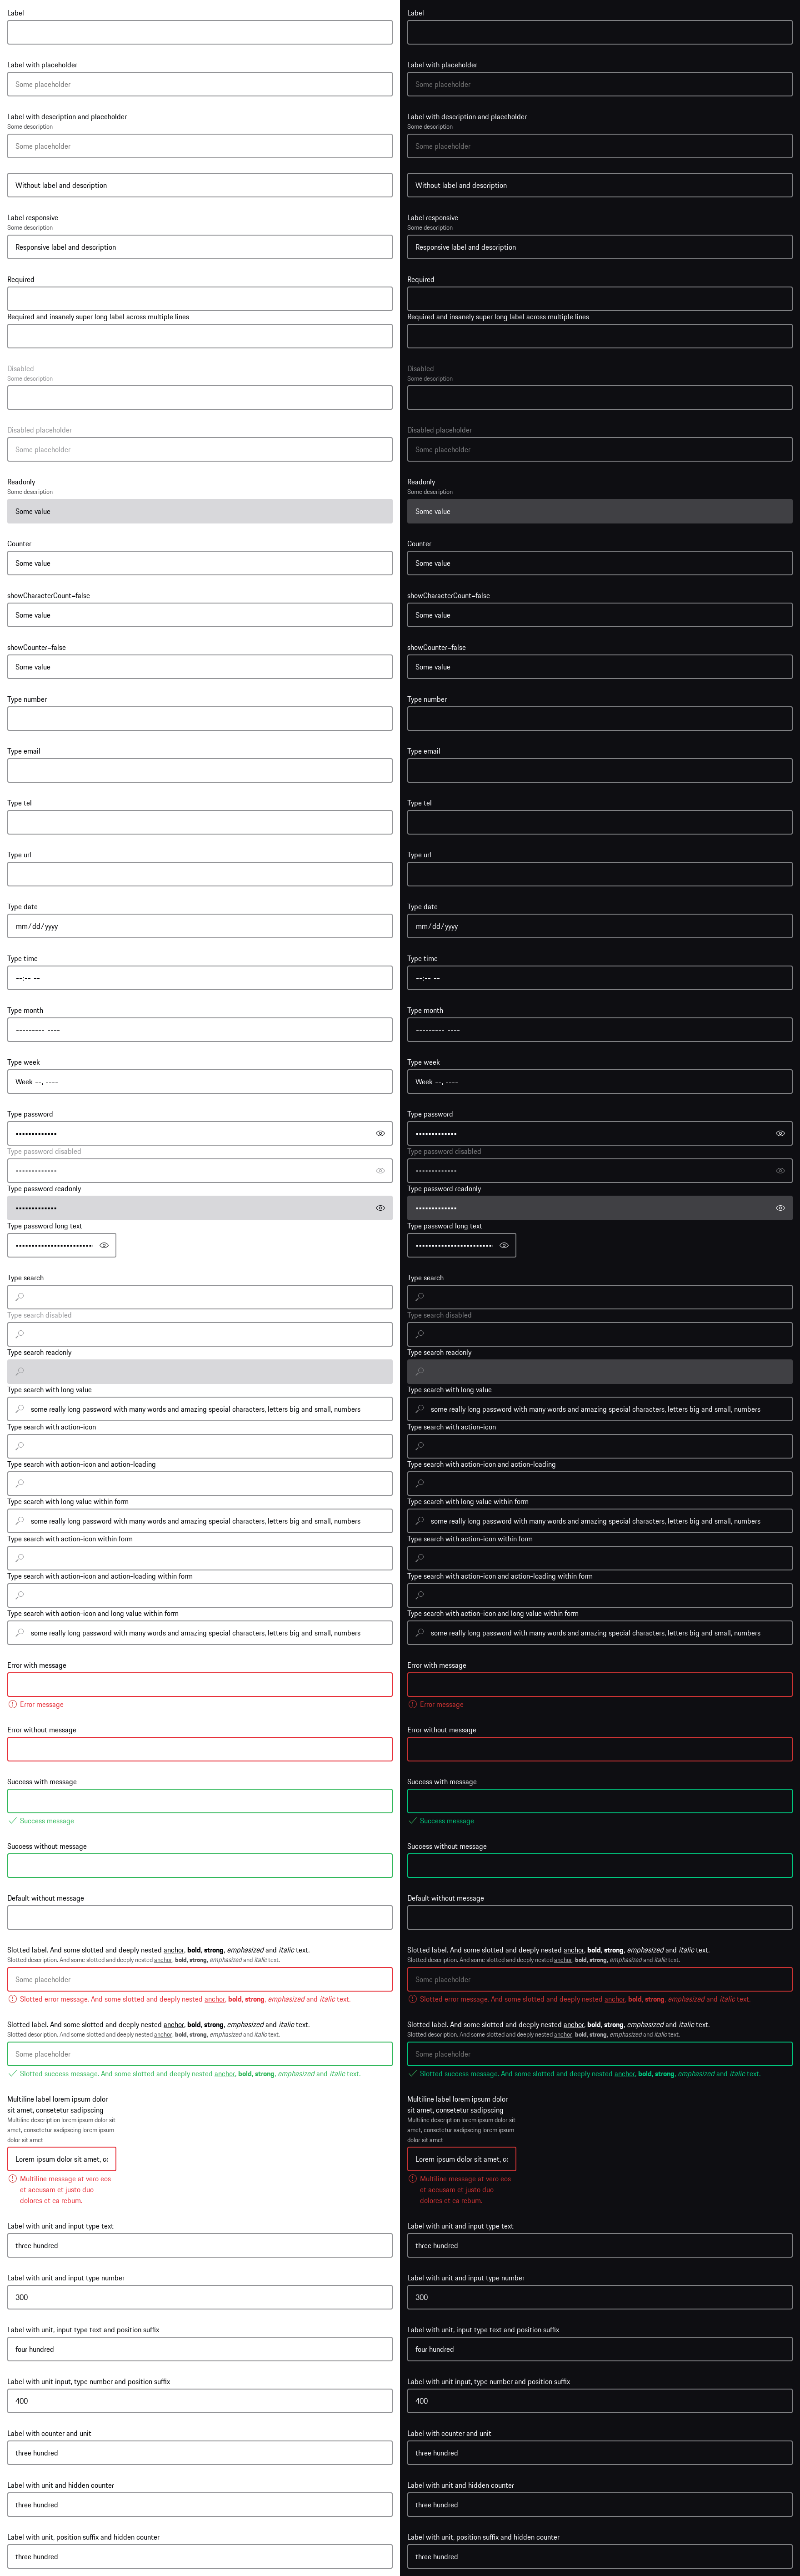 Label
Label with placeholder
Some placeholder
Label with description and placeholder
Some description
Some placeholder
Without label and description
Label responsive
Some description
Responsive label and description
Required
Required and insanely super long label across multiple lines
Disabled
Some description
Disabled placeholder
Some placeholder
Readonly
Some description
Some value
Counter
Some value
showCharacterCount=false
Some value
showCounter=false
Some value
Type number
Type email
Type tel
Type url
Type date
mm/dd/yyyy
Type time
--:-- --
Type month
--------- ----
Type week
Week --, ----
Type password
•••••••••••••
Type password disabled
•••••••••••••
Type password readonly
•••••••••••••
Type password long text
••••••••••••••••••••••••
Type search
Type search disabled
Type search readonly
Type search with long value
some really long password with many words and amazing special characters, letters big and small, numbers
Type search with action-icon
Type search with action-icon and action-loading
Type search with long value within form
some really long password with many words and amazing special characters, letters big and small, numbers
Type search with action-icon within form
Type search with action-icon and action-loading within form
Type search with action-icon and long value within form
some really long password with many words and amazing special characters, letters big and small, numbers
Error with message
Error message
Error without message
Success with message
Success message
Success without message
Default without message
Slotted label. And some slotted and deeply nested anchor, bold, strong, emphasized and italic text.
Slotted description. And some slotted and deeply nested anchor, bold, strong, emphasized and italic text.
Some placeholder
Slotted error message. And some slotted and deeply nested anchor, bold, strong, emphasized and italic text.
Slotted label. And some slotted and deeply nested anchor, bold, strong, emphasized and italic text.
Slotted description. And some slotted and deeply nested anchor, bold, strong, emphasized and italic text.
Some placeholder
Slotted success message. And some slotted and deeply nested anchor, bold, strong, emphasized and italic text.
Multiline label lorem ipsum dolor
sit amet, consetetur sadipscing
Multiline description lorem ipsum dolor sit
amet, consetetur sadipscing lorem ipsum
dolor sit amet
Lorem ipsum dolor sit amet, co
Multiline message at vero eos
et accusam et justo duo
dolores et ea rebum.
Label with unit and input type text
three hundred
Label with unit and input type number
300
Label with unit, input type text and position suffix
four hundred
Label with unit input, type number and position suffix
400
Label with counter and unit
three hundred
Label with unit and hidden counter
three hundred
Label with unit, position suffix and hidden counter
three hundred
Label
Label with placeholder
Some placeholder
Label with description and placeholder
Some description
Some placeholder
Without label and description
Label responsive
Some description
Responsive label and description
Required
Required and insanely super long label across multiple lines
Disabled
Some description
Disabled placeholder
Some placeholder
Readonly
Some description
Some value
Counter
Some value
showCharacterCount=false
Some value
showCounter=false
Some value
Type number
Type email
Type tel
Type url
Type date
mm/dd/yyyy
Type time
--:-- --
Type month
--------- ----
Type week
Week --, ----
Type password
•••••••••••••
Type password disabled
•••••••••••••
Type password readonly
•••••••••••••
Type password long text
••••••••••••••••••••••••
Type search
Type search disabled
Type search readonly
Type search with long value
some really long password with many words and amazing special characters, letters big and small, numbers
Type search with action-icon
Type search with action-icon and action-loading
Type search with long value within form
some really long password with many words and amazing special characters, letters big and small, numbers
Type search with action-icon within form
Type search with action-icon and action-loading within form
Type search with action-icon and long value within form
some really long password with many words and amazing special characters, letters big and small, numbers
Error with message
Error message
Error without message
Success with message
Success message
Success without message
Default without message
Slotted label. And some slotted and deeply nested anchor, bold, strong, emphasized and italic text.
Slotted description. And some slotted and deeply nested anchor, bold, strong, emphasized and italic text.
Some placeholder
Slotted error message. And some slotted and deeply nested anchor, bold, strong, emphasized and italic text.
Slotted label. And some slotted and deeply nested anchor, bold, strong, emphasized and italic text.
Slotted description. And some slotted and deeply nested anchor, bold, strong, emphasized and italic text.
Some placeholder
Slotted success message. And some slotted and deeply nested anchor, bold, strong, emphasized and italic text.
Multiline label lorem ipsum dolor
sit amet, consetetur sadipscing
Multiline description lorem ipsum dolor sit
amet, consetetur sadipscing lorem ipsum
dolor sit amet
Lorem ipsum dolor sit amet, co
Multiline message at vero eos
et accusam et justo duo
dolores et ea rebum.
Label with unit and input type text
three hundred
Label with unit and input type number
300
Label with unit, input type text and position suffix
four hundred
Label with unit input, type number and position suffix
400
Label with counter and unit
three hundred
Label with unit and hidden counter
three hundred
Label with unit, position suffix and hidden counter
three hundred